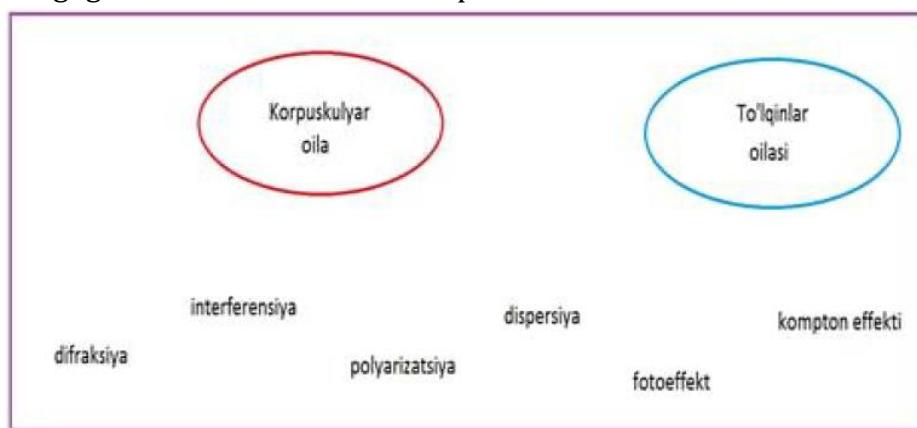 Korpuskulyar
oila
To'lqinlar
oilasi
interferensiya
dispersiya
kompton effekti
difraksiya
polyarizatsiya
fotoeffekt